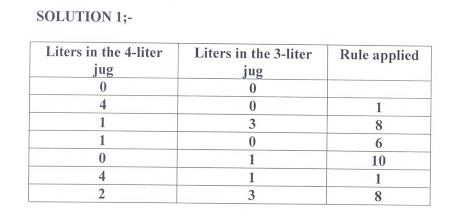 SOLUTION 1;-
Liters in the 4-liter jug Liters in the 3-liter jug Rule applied
0 0
4 0 1
1 3 8
1 0 6
0 1 10
4 1 1
2 3 8